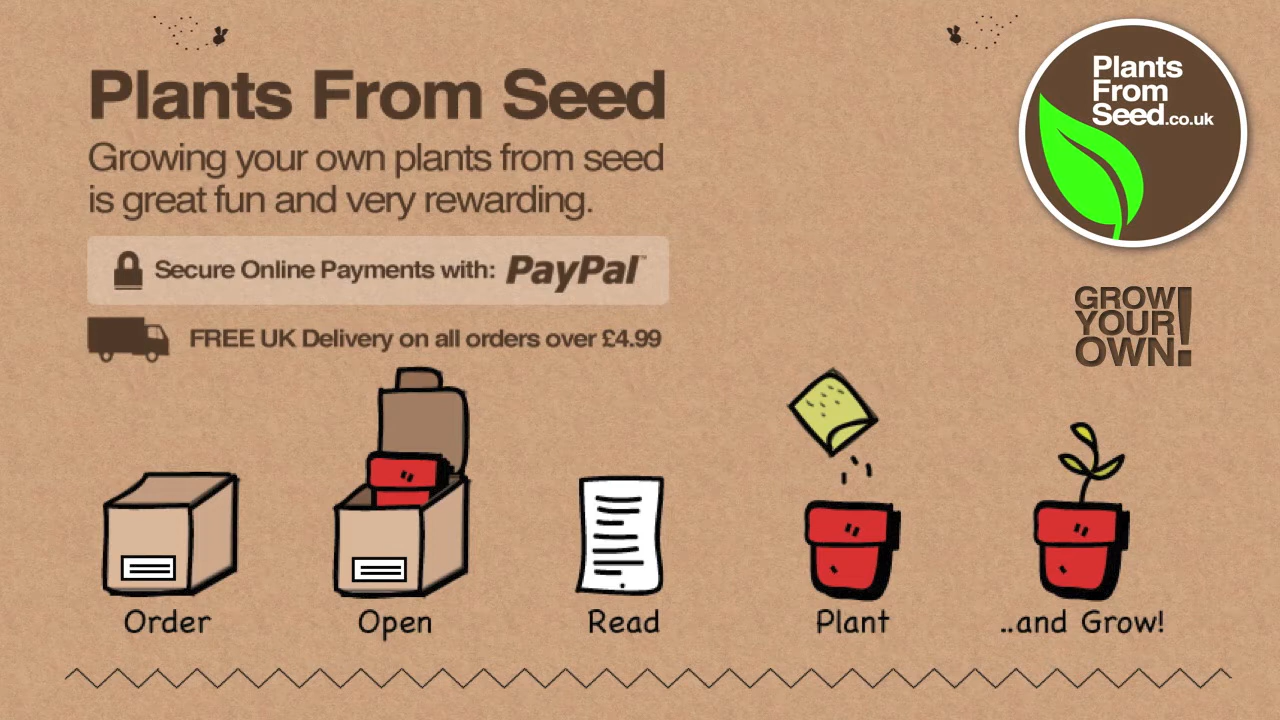 Plants From Seed
Growing your own plants from seed
is great fun and very rewarding.
Secure Online Payments with: PayPal™
FREE UK Delivery on all orders over £4.99
Plants
From
Seed.co.uk
GROW
YOUR
OWN!
Order
Open
Read
Plant
..and Grow!